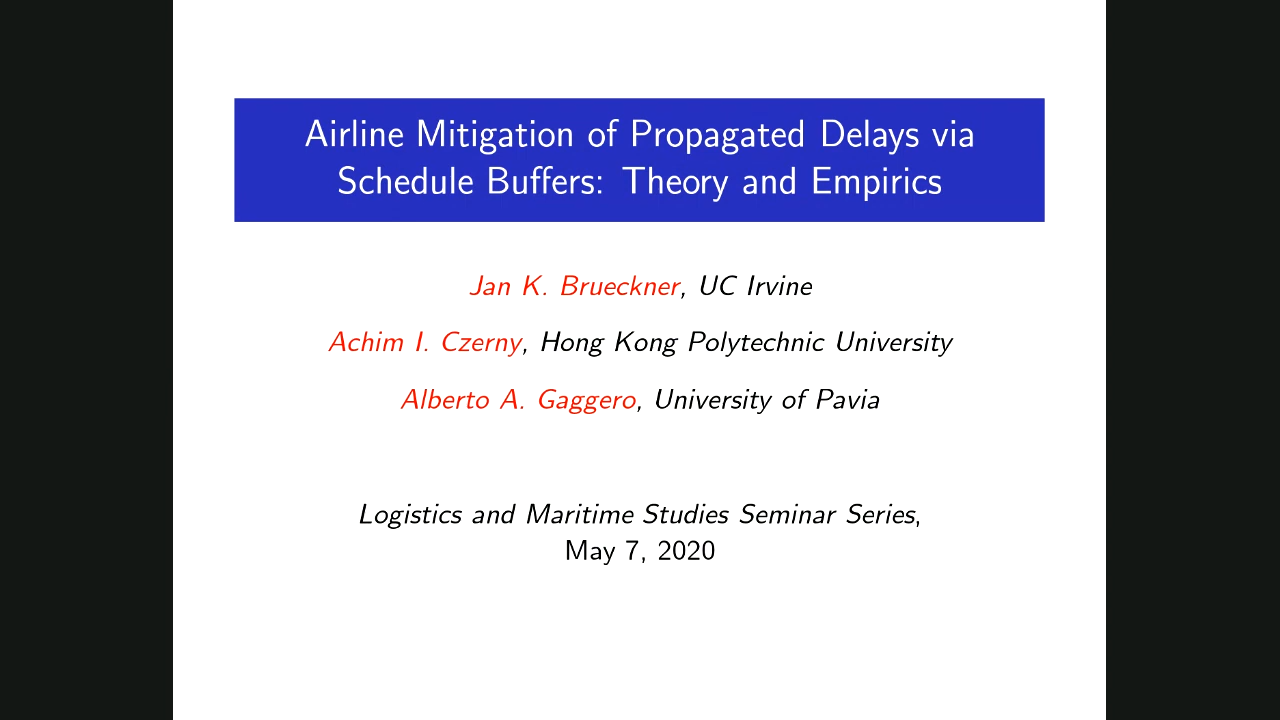 Airline Mitigation of Propagated Delays via
Schedule Buffers: Theory and Empirics
Jan K. Brueckner, UC Irvine
Achim I. Czerny, Hong Kong Polytechnic University
Alberto A. Gaggero, University of Pavia
Logistics and Maritime Studies Seminar Series,
May 7, 2020